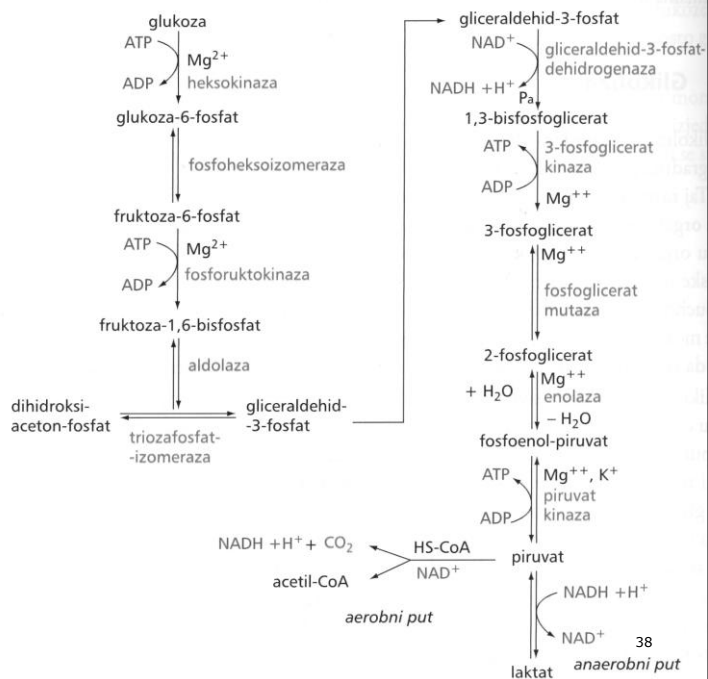 glukoza
ATP
Mg²⁺
ADP
heksokinaza
glukoza-6-fosfat
fosfoheksoizomeraza
fruktoza-6-fosfat
ATP
Mg²⁺
ADP
fosforuktokinaza
fruktoza-1,6-bisfosfat
aldolaza
dihidroksi-
aceton-fosfat
gliceraldehid-
-3-fosfat
triozafosfat-
-izomeraza
gliceraldehid-3-fosfat
NAD⁺
gliceraldehid-3-fosfat-
dehidrogenaza
NADH +H⁺
Pa
1,3-bisfosfoglicerat
ATP
3-fosfoglicerat
kinaza
ADP
Mg⁺⁺
3-fosfoglicerat
Mg⁺⁺
fosfoglicerat
mutaza
2-fosfoglicerat
+ H₂O
Mg⁺⁺
enolaza
– H₂O
fosfoenol-piruvat
ATP
Mg⁺⁺, K⁺
piruvat
kinaza
ADP
piruvat
HS-CoA
NAD⁺
NADH +H⁺ + CO₂
acetil-CoA
aerobni put
NADH +H⁺
NAD⁺
38
laktat
anaerobni put